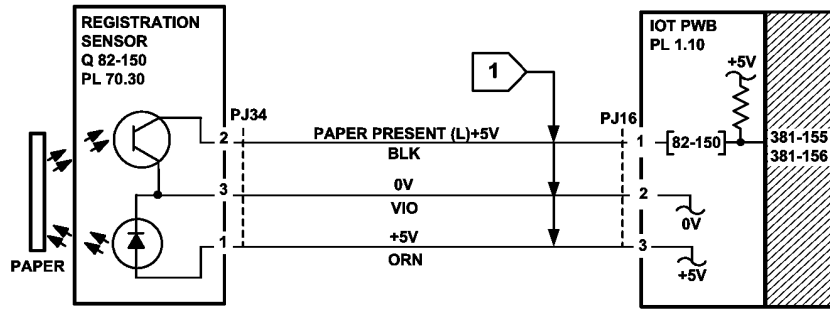 REGISTRATION
SENSOR
Q 82-150
PL 70.30
PJ34
1
PJ16
IOT PWB
PL 1.10
+5V
2
PAPER PRESENT (L)+5V
BLK
1
[82-150]
381-155
381-156
3
0V
VIO
2
0V
1
+5V
ORN
3
+5V
PAPER